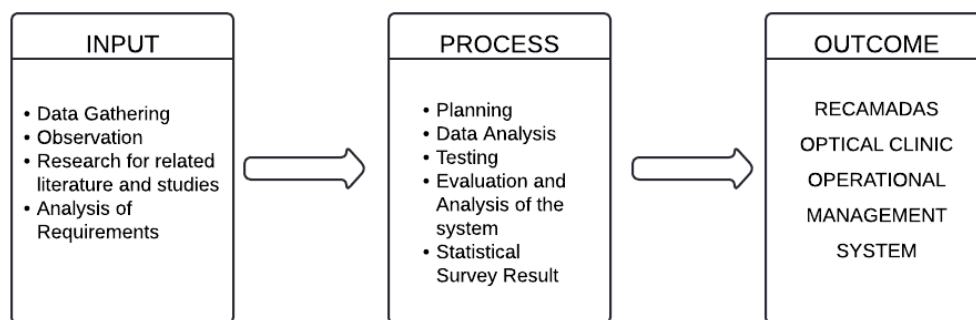 INPUT
• Data Gathering
• Observation
• Research for related
literature and studies
• Analysis of
Requirements
PROCESS
• Planning
• Data Analysis
• Testing
• Evaluation and
Analysis of the
system
• Statistical
Survey Result
OUTCOME
RECAMADAS
OPTICAL CLINIC
OPERATIONAL
MANAGEMENT
SYSTEM